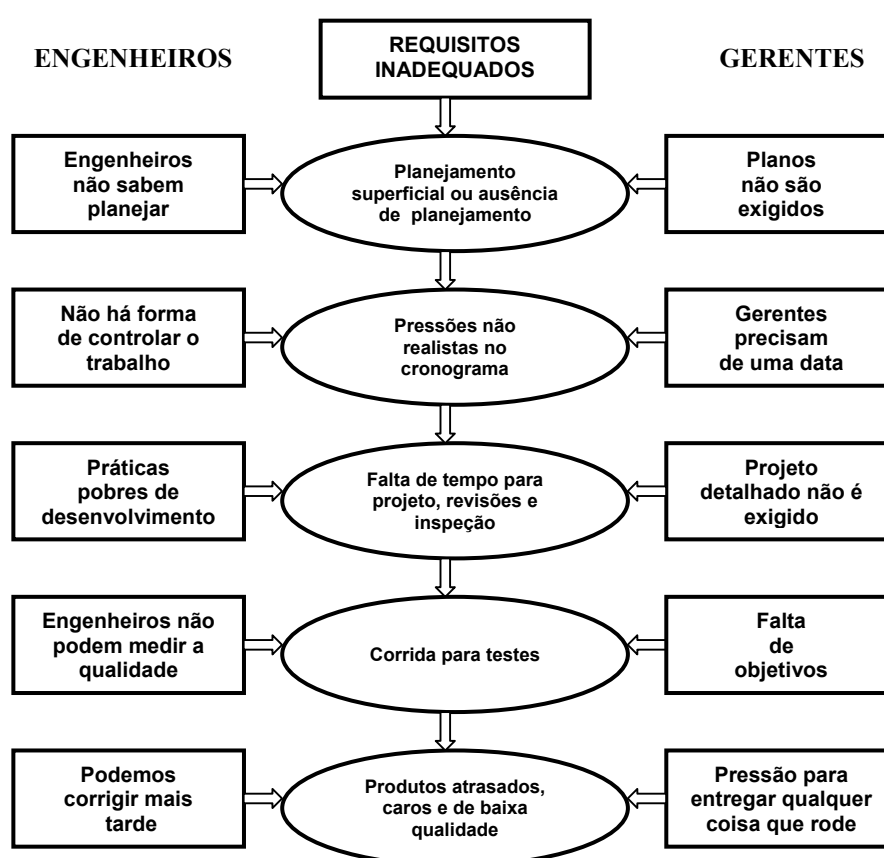 ENGENHEIROS
REQUISITOS
INADEQUADOS
GERENTES
Engenheiros
não sabem
planejar
Planejamento
superficial ou ausência
de planejamento
Planos
não são
exigidos
Não há forma
de controlar o
trabalho
Pressões não
realistas no
cronograma
Gerentes
precisam
de uma data
Práticas
pobres de
desenvolvimento
Falta de tempo para
projeto, revisões e
inspeção
Projeto
detalhado não é
exigido
Engenheiros não
podem medir a
qualidade
Corrida para testes
Falta
de
objetivos
Podemos
corrigir mais
tarde
Produtos atrasados,
caros e de baixa
qualidade
Pressão para
entregar qualquer
coisa que rode